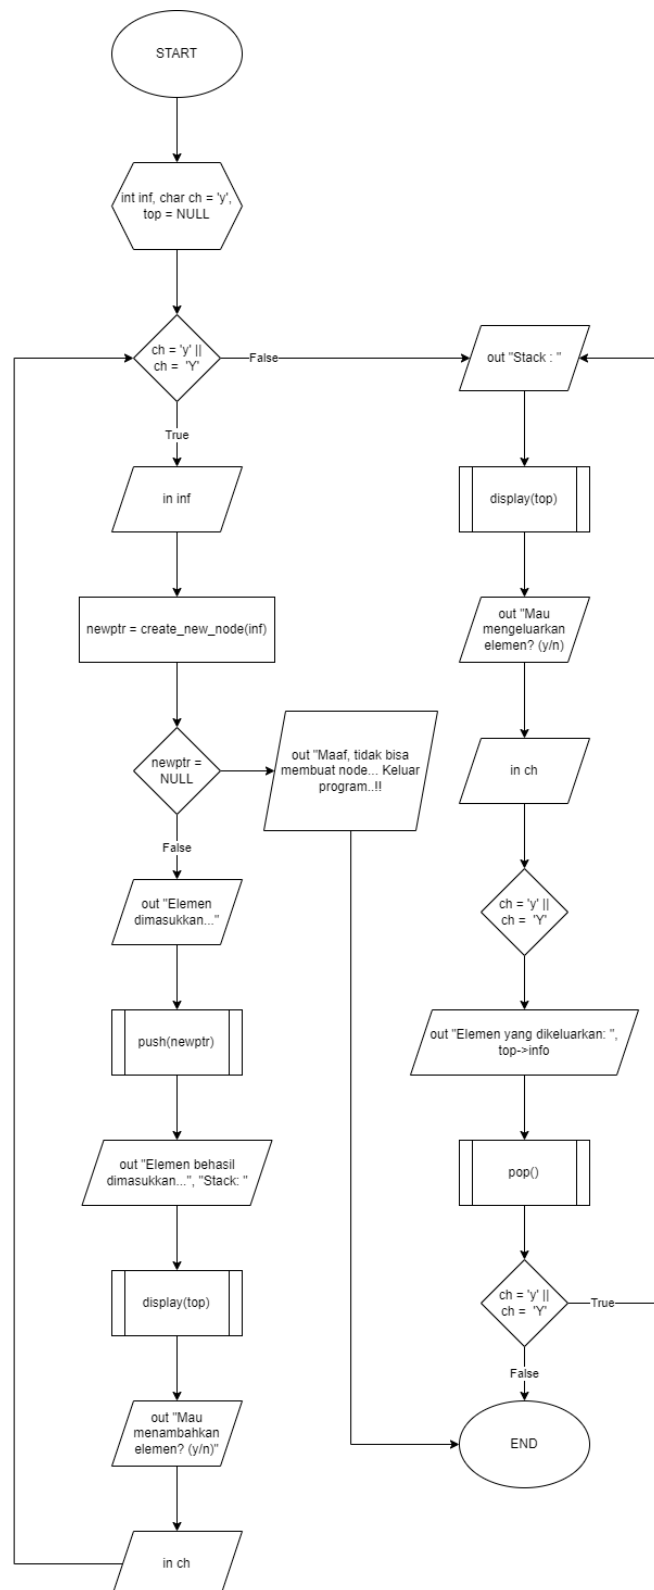 START
int inf, char ch = 'y',
top = NULL
ch = 'y' ||
ch = 'Y'
False
True
in inf
newptr = create_new_node(inf)
newptr =
NULL
out "Maaf, tidak bisa
membuat node... Keluar
program..!!
False
out "Elemen
dimasukkan..."
push(newptr)
out "Elemen behasil
dimasukkan...", "Stack: "
display(top)
out "Mau
menambahkan
elemen? (y/n)"
in ch
out "Stack : "
display(top)
out "Mau
mengeluarkan
elemen? (y/n)
in ch
ch = 'y' ||
ch = 'Y'
out "Elemen yang dikeluarkan: ",
top->info
pop()
ch = 'y' ||
ch = 'Y'
True
False
END